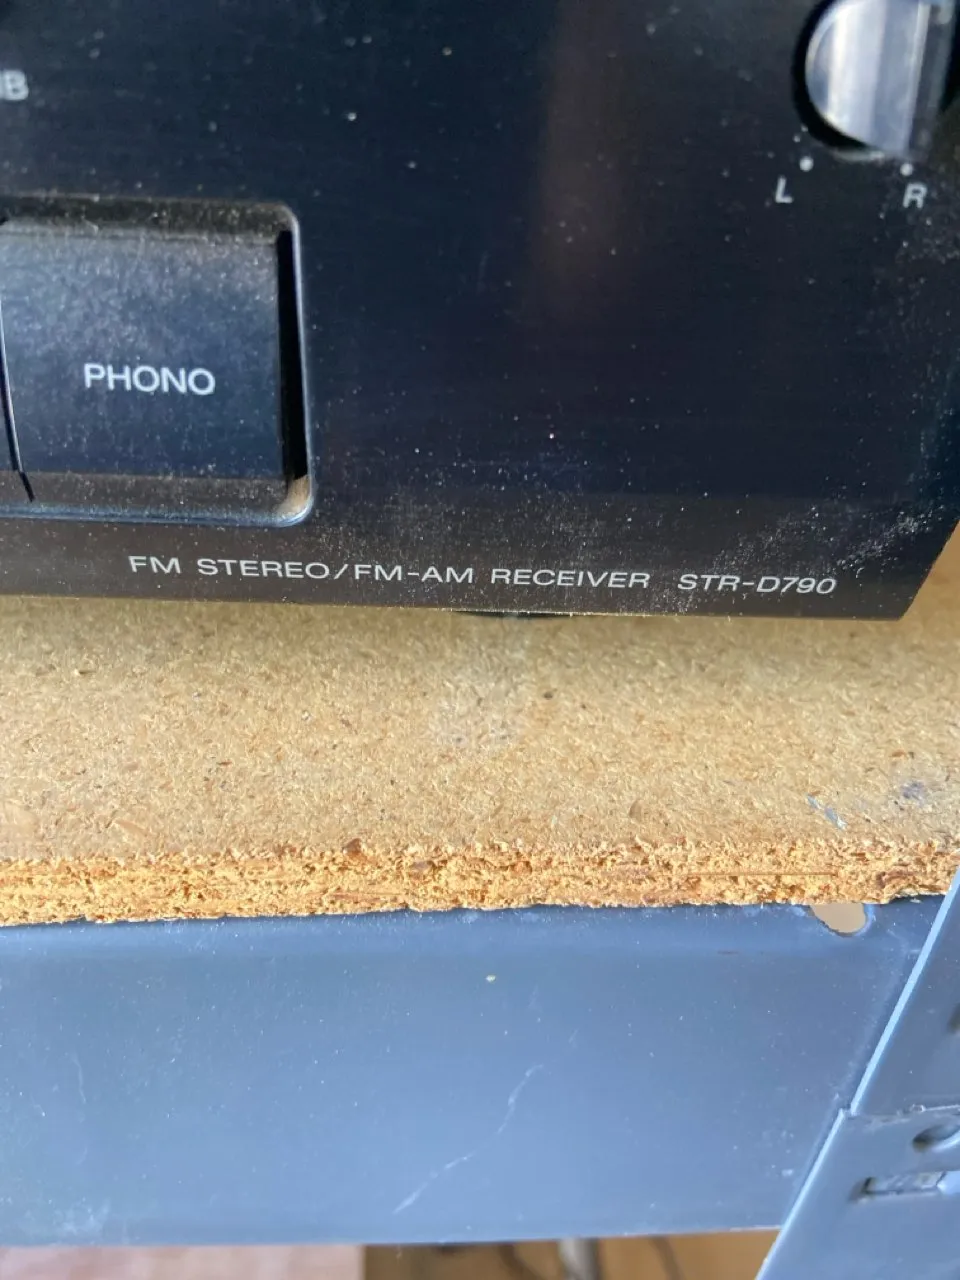 L R
PHONO
FM STEREO/FM-AM RECEIVER STR-D790